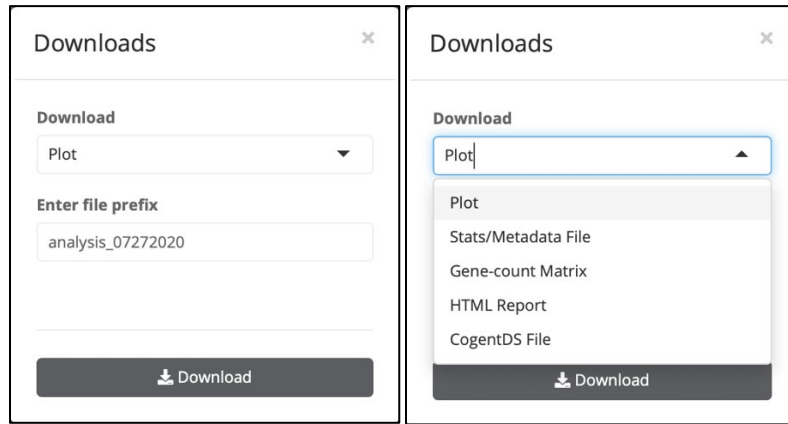 Downloads ×
Download
Plot
Enter file prefix
analysis_07272020
Download
Downloads ×
Download
Plot
Plot
Stats/Metadata File
Gene-count Matrix
HTML Report
CogentDS File
Download